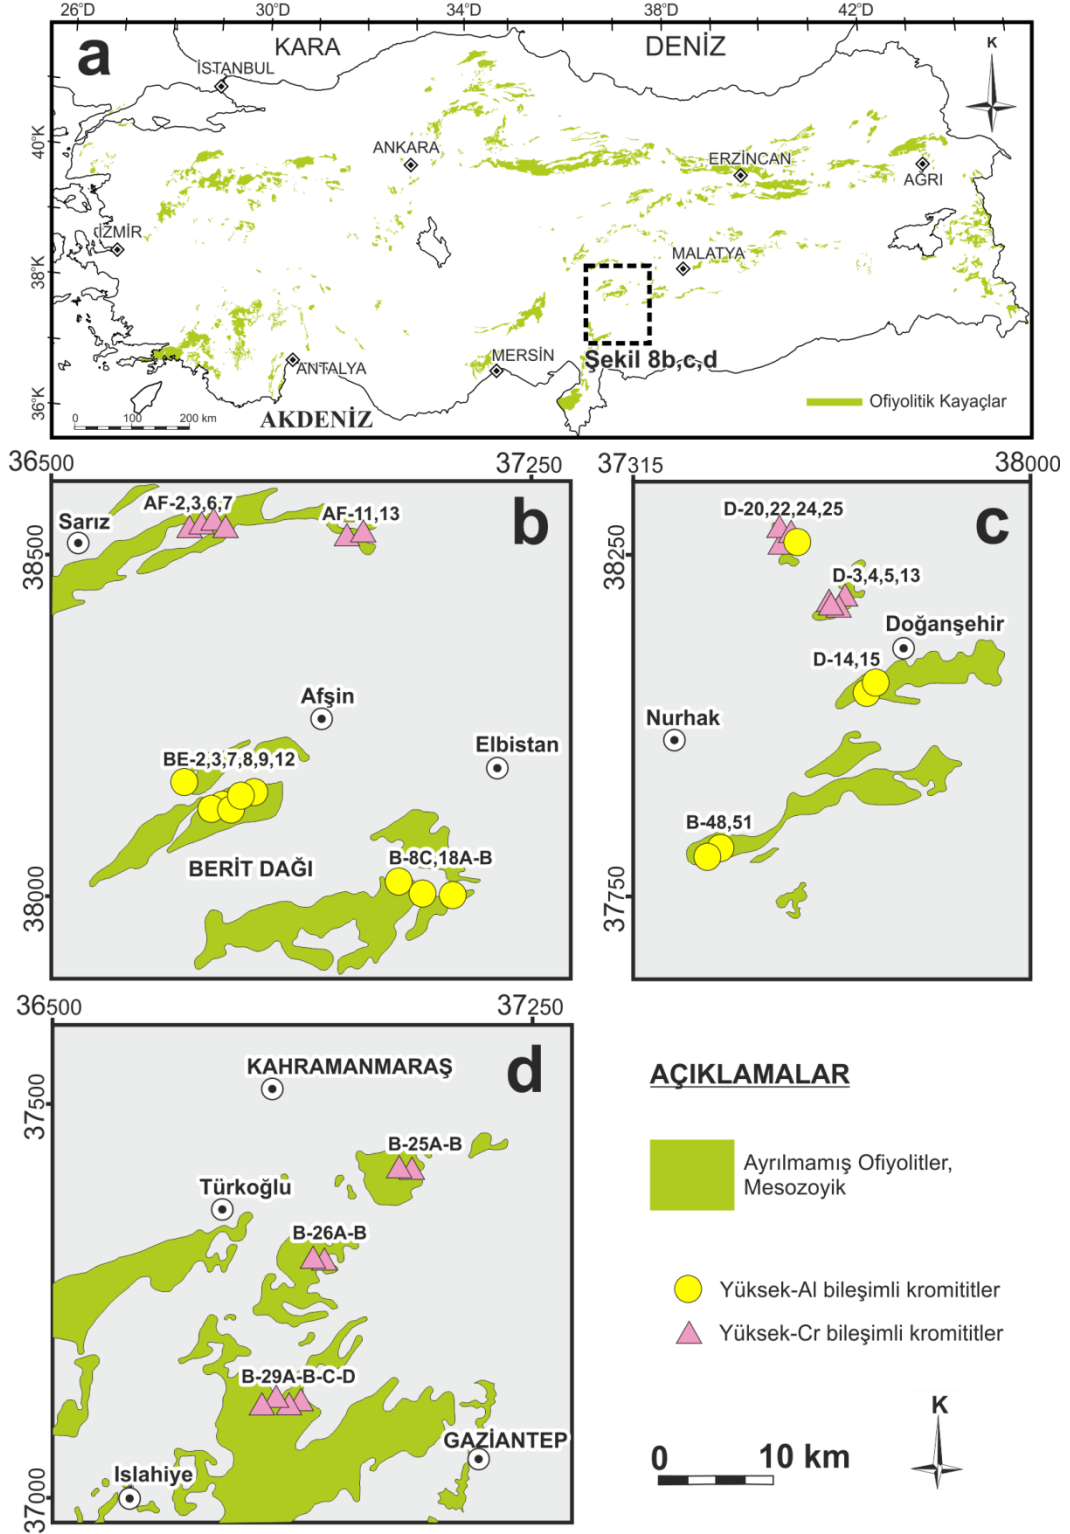 26°D 30°D 34°D 38°D 42°D
a
KARA DENİZ
K
İSTANBUL
40°K
ANKARA
ERZİNCAN
AĞRI
İZMİR
38°K
MALATYA
MERSİN
Şekil 8b,c,d
ANTALYA
36°K
0 100 200 km
AKDENİZ
Ofiyolitik Kayaçlar
36500 37250
b
AF-2,3,6,7
AF-11,13
Sarız
38500
Afşin
Elbistan
BE-2,3,7,8,9,12
BERİT DAĞI
B-8C,18A-B
38000
37315 38000
c
D-20,22,24,25
38250
D-3,4,5,13
Doğanşehir
D-14,15
Nurhak
B-48,51
37750
36500 37250
d
KAHRAMANMARAŞ
37500
B-25A-B
Türkoğlu
B-26A-B
B-29A-B-C-D
GAZİANTEP
Islahiye
37000
AÇIKLAMALAR
Ayrılmamış Ofiyolitler,
Mesozoyik
Yüksek-Al bileşimli kromititler
Yüksek-Cr bileşimli kromititler
K
0 10 km